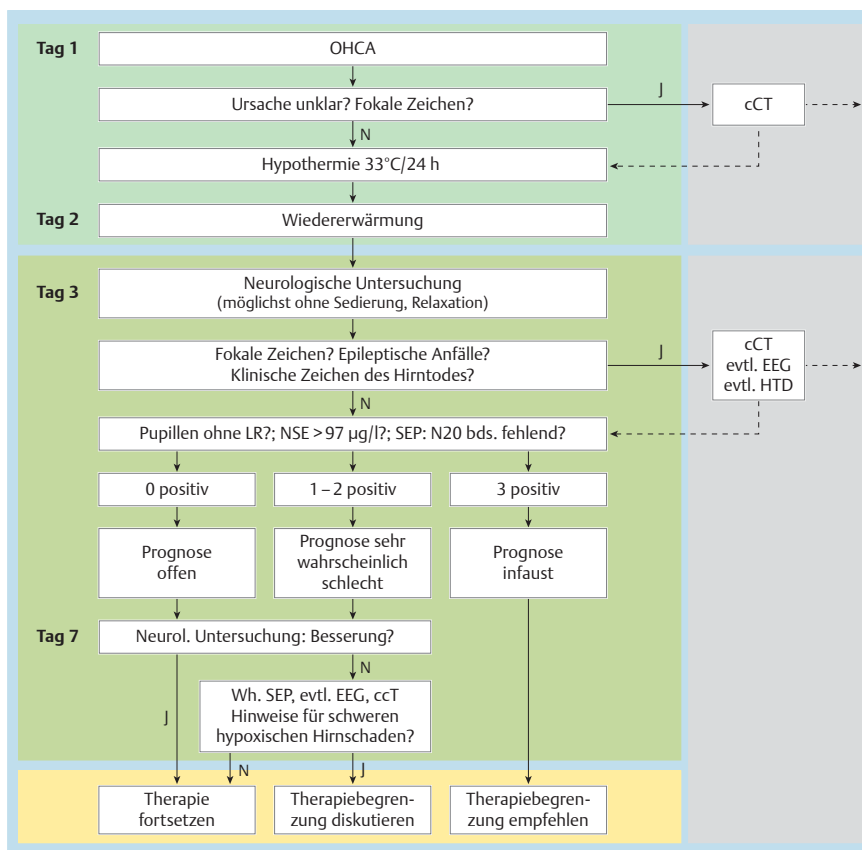 Tag 1
OHCA
Ursache unklar? Fokale Zeichen?
J
cCT
N
Hypothermie 33°C/24 h
Tag 2
Wiedererwärmung
Tag 3
Neurologische Untersuchung
(möglichst ohne Sedierung, Relaxation)
Fokale Zeichen? Epileptische Anfälle?
Klinische Zeichen des Hirntodes?
J
cCT
evtl. EEG
evtl. HTD
N
Pupillen ohne LR?; NSE > 97 µg/l?; SEP: N20 bds. fehlend?
0 positiv
1 – 2 positiv
3 positiv
Prognose
offen
Prognose sehr
wahrscheinlich
schlecht
Prognose
infaust
Tag 7
Neurol. Untersuchung: Besserung?
N
J
Wh. SEP, evtl. EEG, ccT
Hinweise für schweren
hypoxischen Hirnschaden?
N
J
Therapie
fortsetzen
Therapiebegren-
zung diskutieren
Therapiebegren-
zung empfehlen